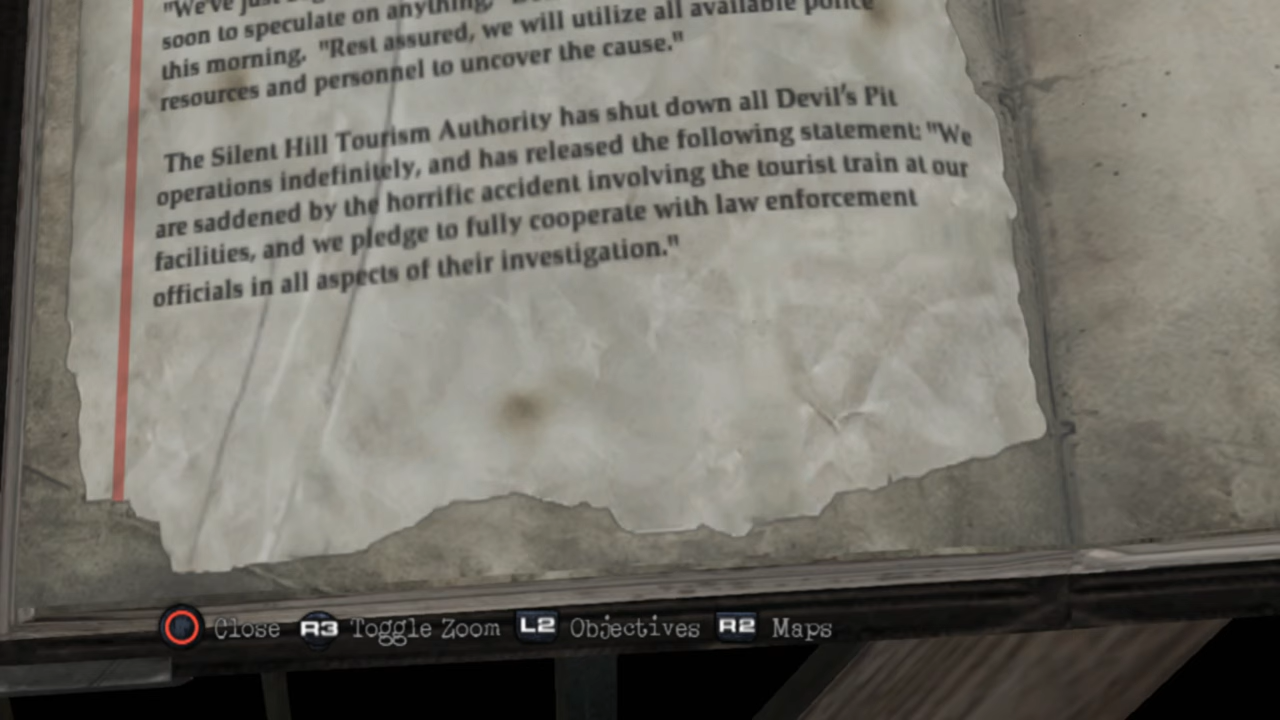 "We've just
soon to speculate on anything,"
this morning. "Rest assured, we will utilize all available police
resources and personnel to uncover the cause."
The Silent Hill Tourism Authority has shut down all Devil's Pit
operations indefinitely, and has released the following statement: "We
are saddened by the horrific accident involving the tourist train at our
facilities, and we pledge to fully cooperate with law enforcement
officials in all aspects of their investigation."
Close R3 Toggle Zoom L2 Objectives R2 Maps